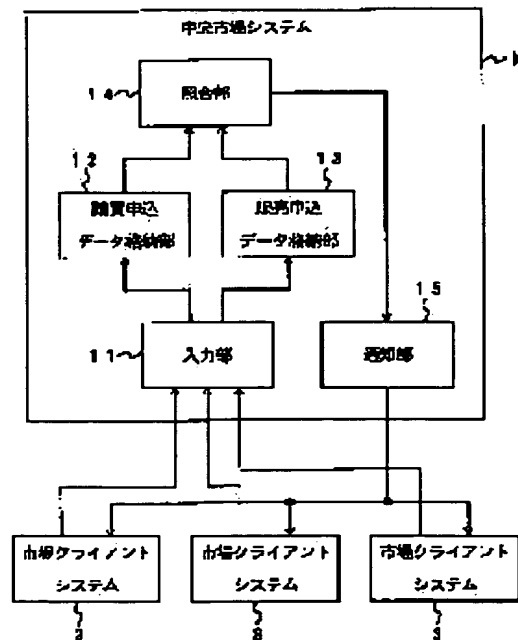 中央市場システム
1
14
照合部
12
13
購買申込
データ格納部
販売申込
データ格納部
15
11
入力部
通知部
市場クライアント
システム
市場クライアント
システム
市場クライアント
システム